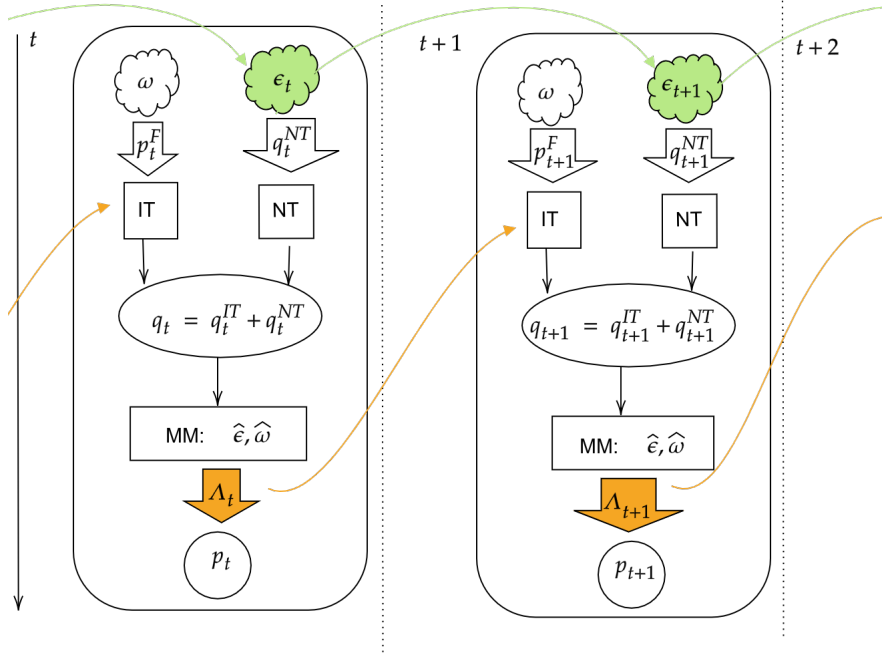 t
ω
ϵ_t
p_t^F
q_t^{NT}
IT
NT
q_t = q_t^{IT} + q_t^{NT}
MM: ϵ̂, ω̂
Λ_t
p_t
t + 1
ω
ϵ_{t+1}
p_{t+1}^F
q_{t+1}^{NT}
IT
NT
q_{t+1} = q_{t+1}^{IT} + q_{t+1}^{NT}
MM: ϵ̂, ω̂
Λ_{t+1}
p_{t+1}
t + 2